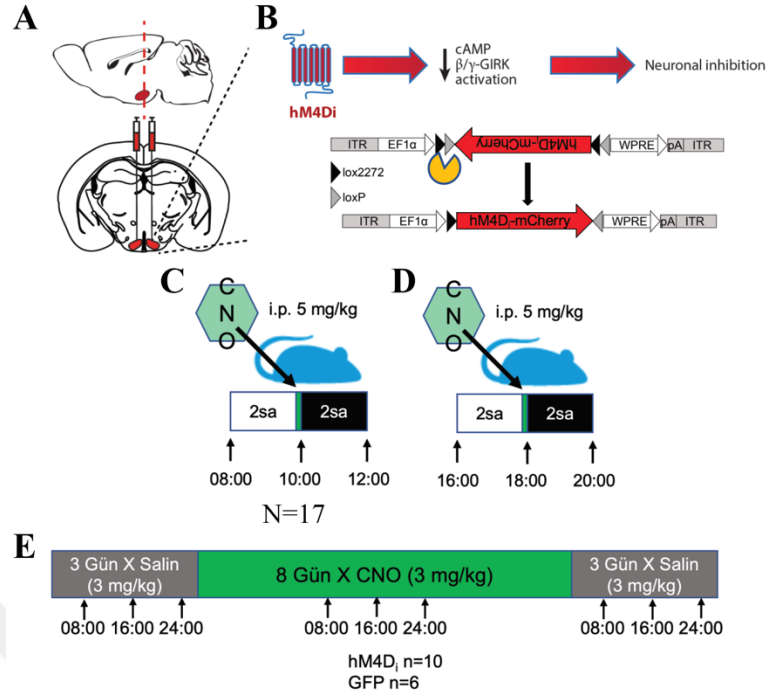 A
B
hM4Di
cAMP
β/γ-GIRK
activation
Neuronal inhibition
ITR EF1α hM4Di-mCherry WPRE pA ITR
lox2272
loxP
ITR EF1α hM4Di-mCherry WPRE pA ITR
C
CNO
i.p. 5 mg/kg
2sa 2sa
08:00 10:00 12:00
N=17
D
CNO
i.p. 5 mg/kg
2sa 2sa
16:00 18:00 20:00
E
3 Gün X Salin
(3 mg/kg)
8 Gün X CNO (3 mg/kg)
3 Gün X Salin
(3 mg/kg)
08:00 16:00 24:00 08:00 16:00 24:00 08:00 16:00 24:00
hM4Di n=10
GFP n=6